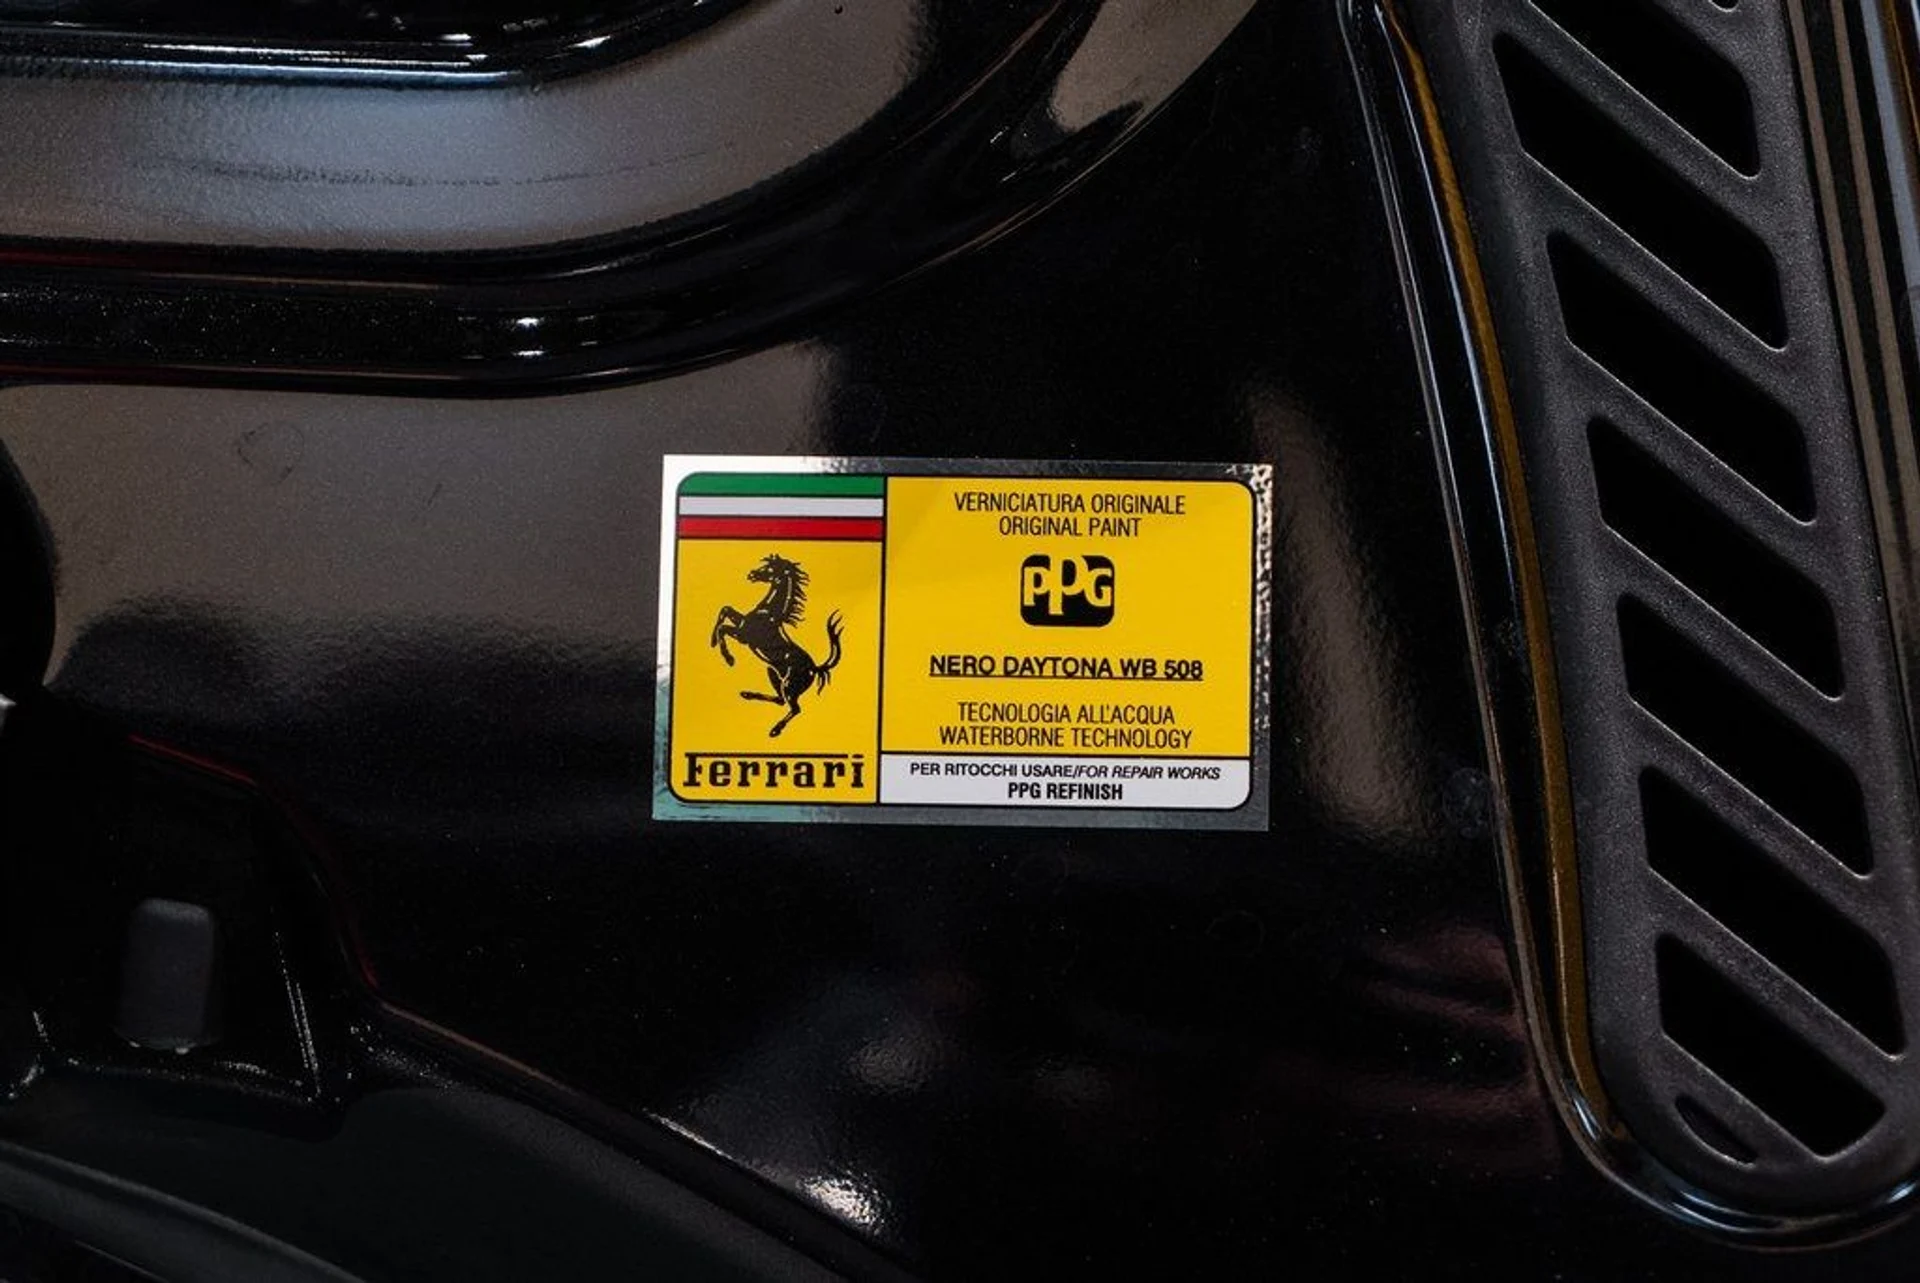 VERNICIATURA ORIGINALE
ORIGINAL PAINT
PPG
NERO DAYTONA WB 508
TECNOLOGIA ALL'ACQUA
WATERBORNE TECHNOLOGY
Ferrari
PER RITOCCHI USARE/FOR REPAIR WORKS
PPG REFINISH